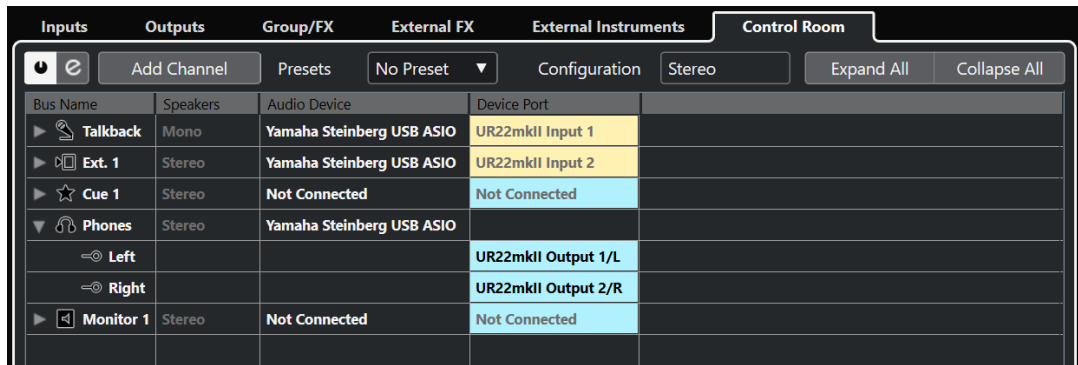 Inputs Outputs Group/FX External FX External Instruments Control Room
Add Channel Presets No Preset Configuration Stereo Expand All Collapse All
Bus Name Speakers Audio Device Device Port
Talkback Mono Yamaha Steinberg USB ASIO UR22mkII Input 1
Ext. 1 Stereo Yamaha Steinberg USB ASIO UR22mkII Input 2
Cue 1 Stereo Not Connected Not Connected
Phones Stereo Yamaha Steinberg USB ASIO
Left UR22mkII Output 1/L
Right UR22mkII Output 2/R
Monitor 1 Stereo Not Connected Not Connected